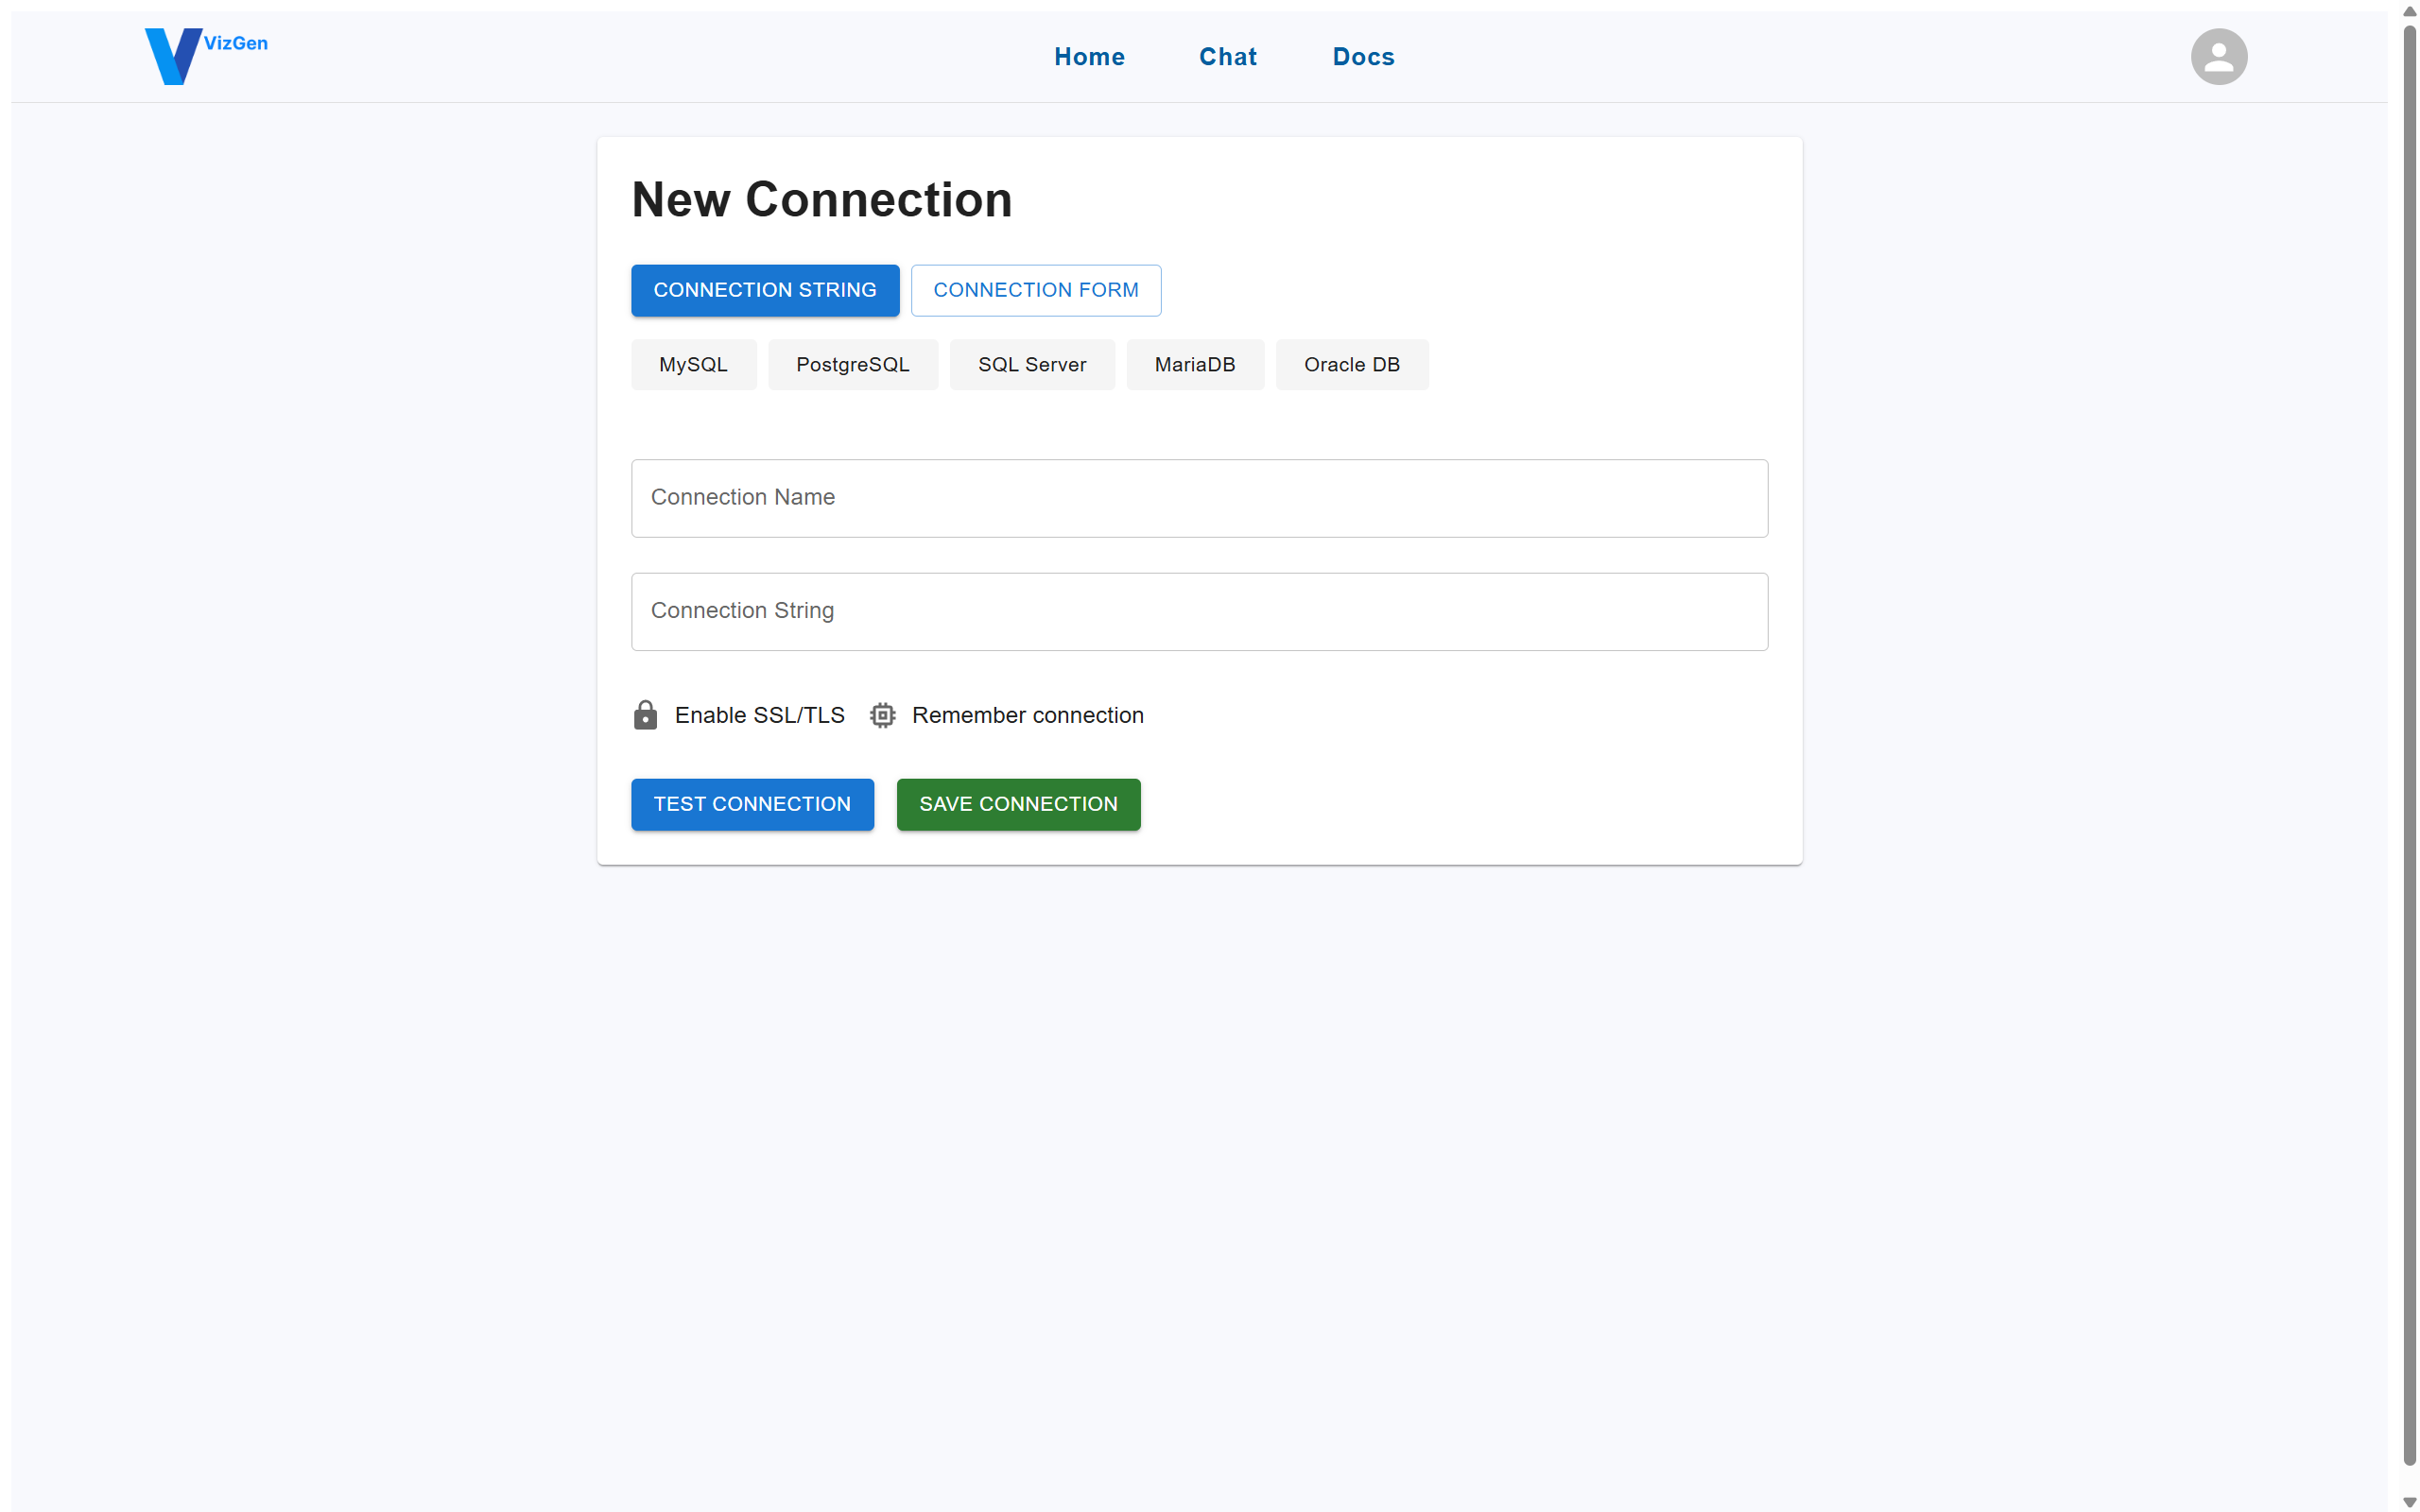 VizGen
Home Chat Docs
New Connection
CONNECTION STRING CONNECTION FORM
MySQL PostgreSQL SQL Server MariaDB Oracle DB
Connection Name
Connection String
Enable SSL/TLS Remember connection
TEST CONNECTION SAVE CONNECTION